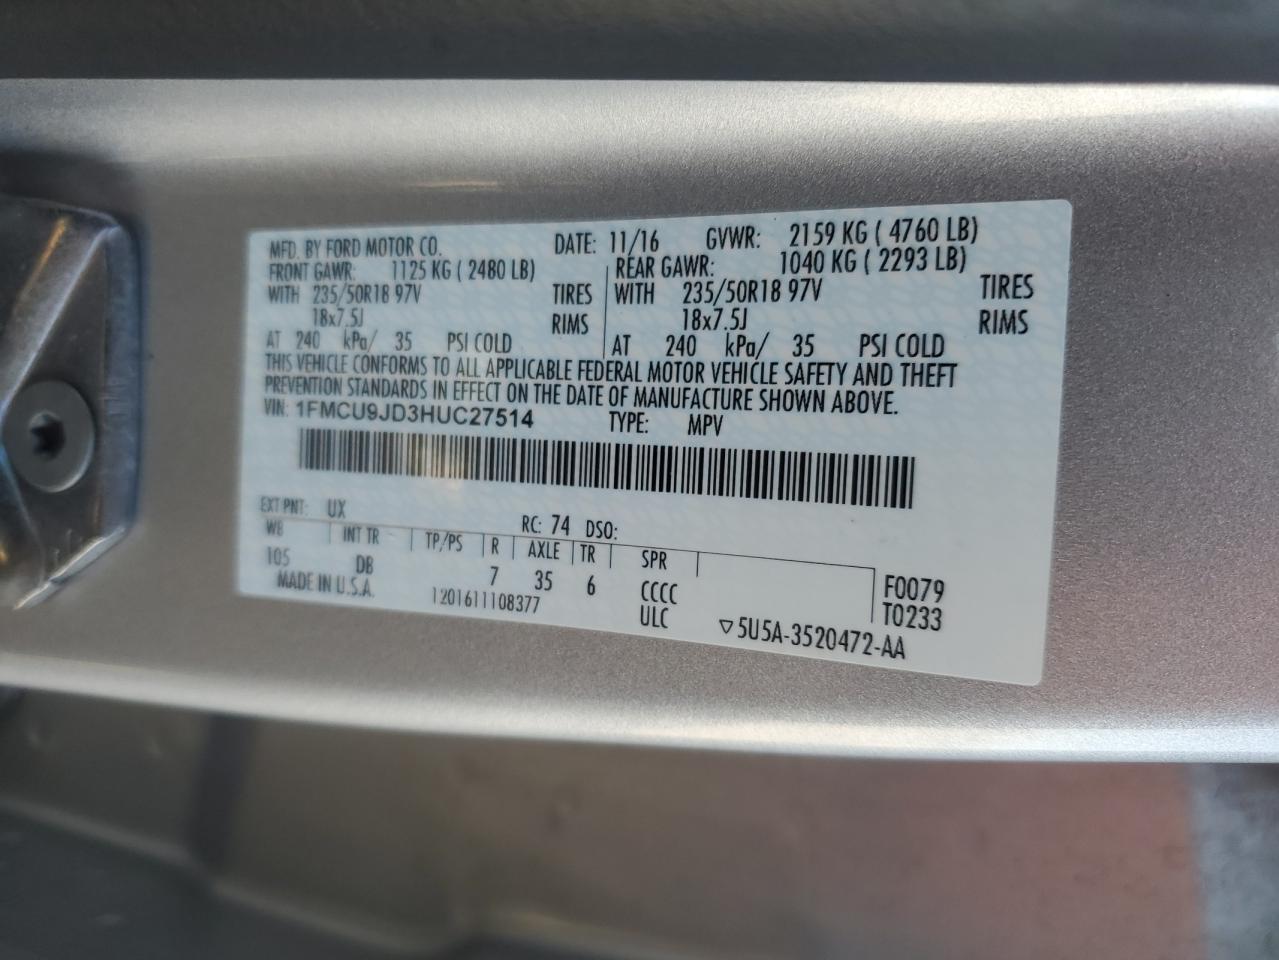 MFD. BY FORD MOTOR CO. DATE: 11/16 GVWR: 2159 KG ( 4760 LB)
FRONT GAWR: 1125 KG ( 2480 LB) REAR GAWR: 1040 KG ( 2293 LB)
WITH 235/50R18 97V TIRES WITH 235/50R18 97V TIRES
18x7.5J RIMS 18x7.5J RIMS
AT 240 kPa/ 35 PSI COLD AT 240 kPa/ 35 PSI COLD
THIS VEHICLE CONFORMS TO ALL APPLICABLE FEDERAL MOTOR VEHICLE SAFETY AND THEFT
PREVENTION STANDARDS IN EFFECT ON THE DATE OF MANUFACTURE SHOWN ABOVE.
VIN: 1FMCU9JD3HUC27514 TYPE: MPV
EXT PNT: UX RC: 74 DSO:
WB INT TR TP/PS R AXLE TR SPR
105 DB 7 35 6 CCCC F0079
MADE IN U.S.A. 1201611108377 ULC T0233
▽5U5A-3520472-AA